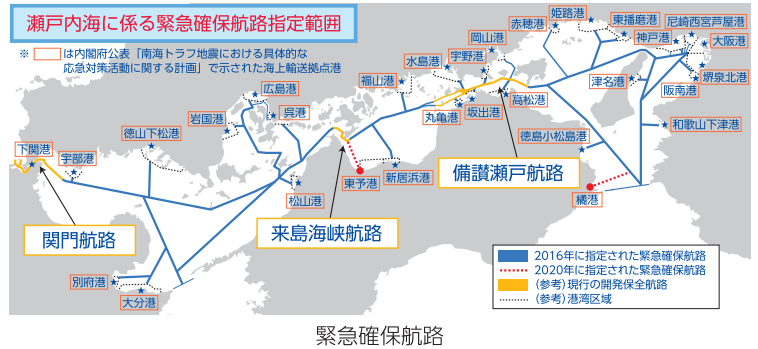 瀬戸内海に係る緊急確保航路指定範囲
※ は内閣府公表「南海トラフ地震における具体的な
応急対策活動に関する計画」で示された海上輸送拠点港
姫路港
赤穂港
東播磨港
尼崎西宮芦屋港
神戸港
大阪港
岡山港
水島港
宇野港
福山港
津名港
堺泉北港
阪南港
広島港
呉港
岩国港
丸亀港
坂出港
高松港
和歌山下津港
徳山下松港
徳島小松島港
下関港
宇部港
備讃瀬戸航路
東予港
新居浜港
松山港
橘港
来島海峡航路
関門航路
別府港
大分港
2016年に指定された緊急確保航路
2020年に指定された緊急確保航路
(参考)現行の開発保全航路
(参考)港湾区域
緊急確保航路